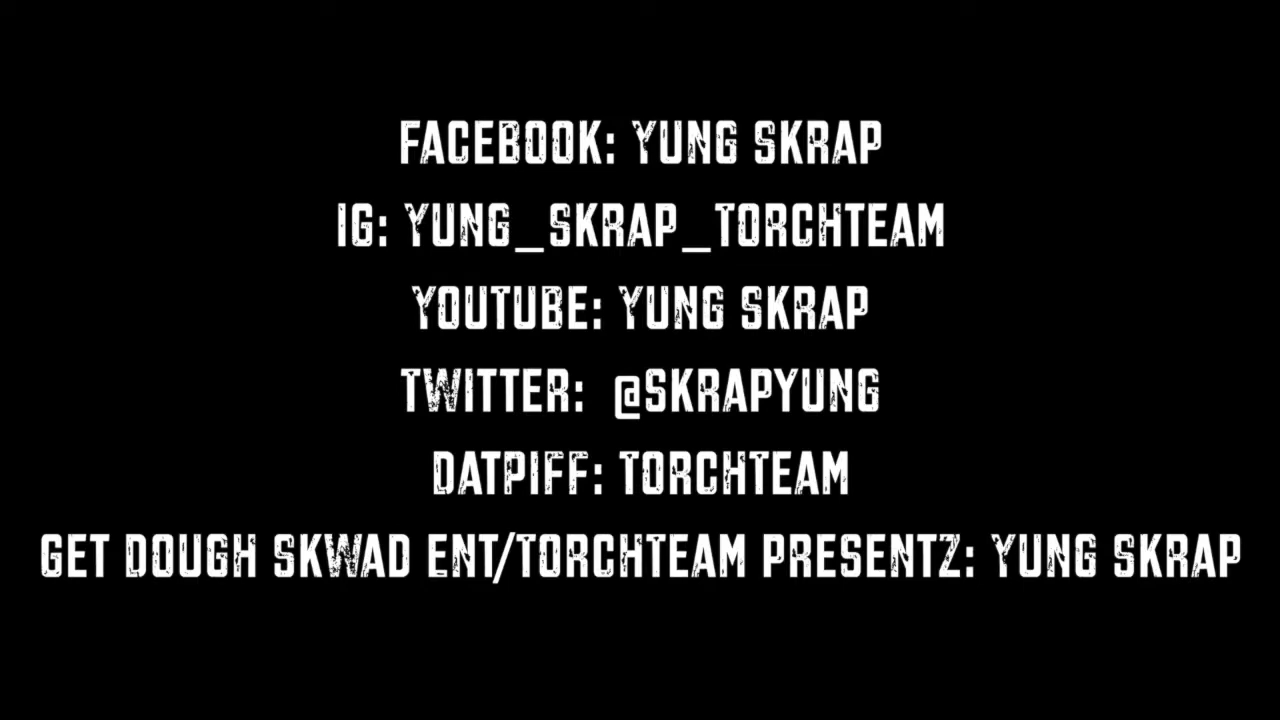 FACEBOOK: YUNG SKRAP
IG: YUNG_SKRAP_TORCHTEAM
YOUTUBE: YUNG SKRAP
TWITTER: @SKRAPYUNG
DATPIFF: TORCHTEAM
GET DOUGH SKWAD ENT/TORCHTEAM PRESENTZ: YUNG SKRAP